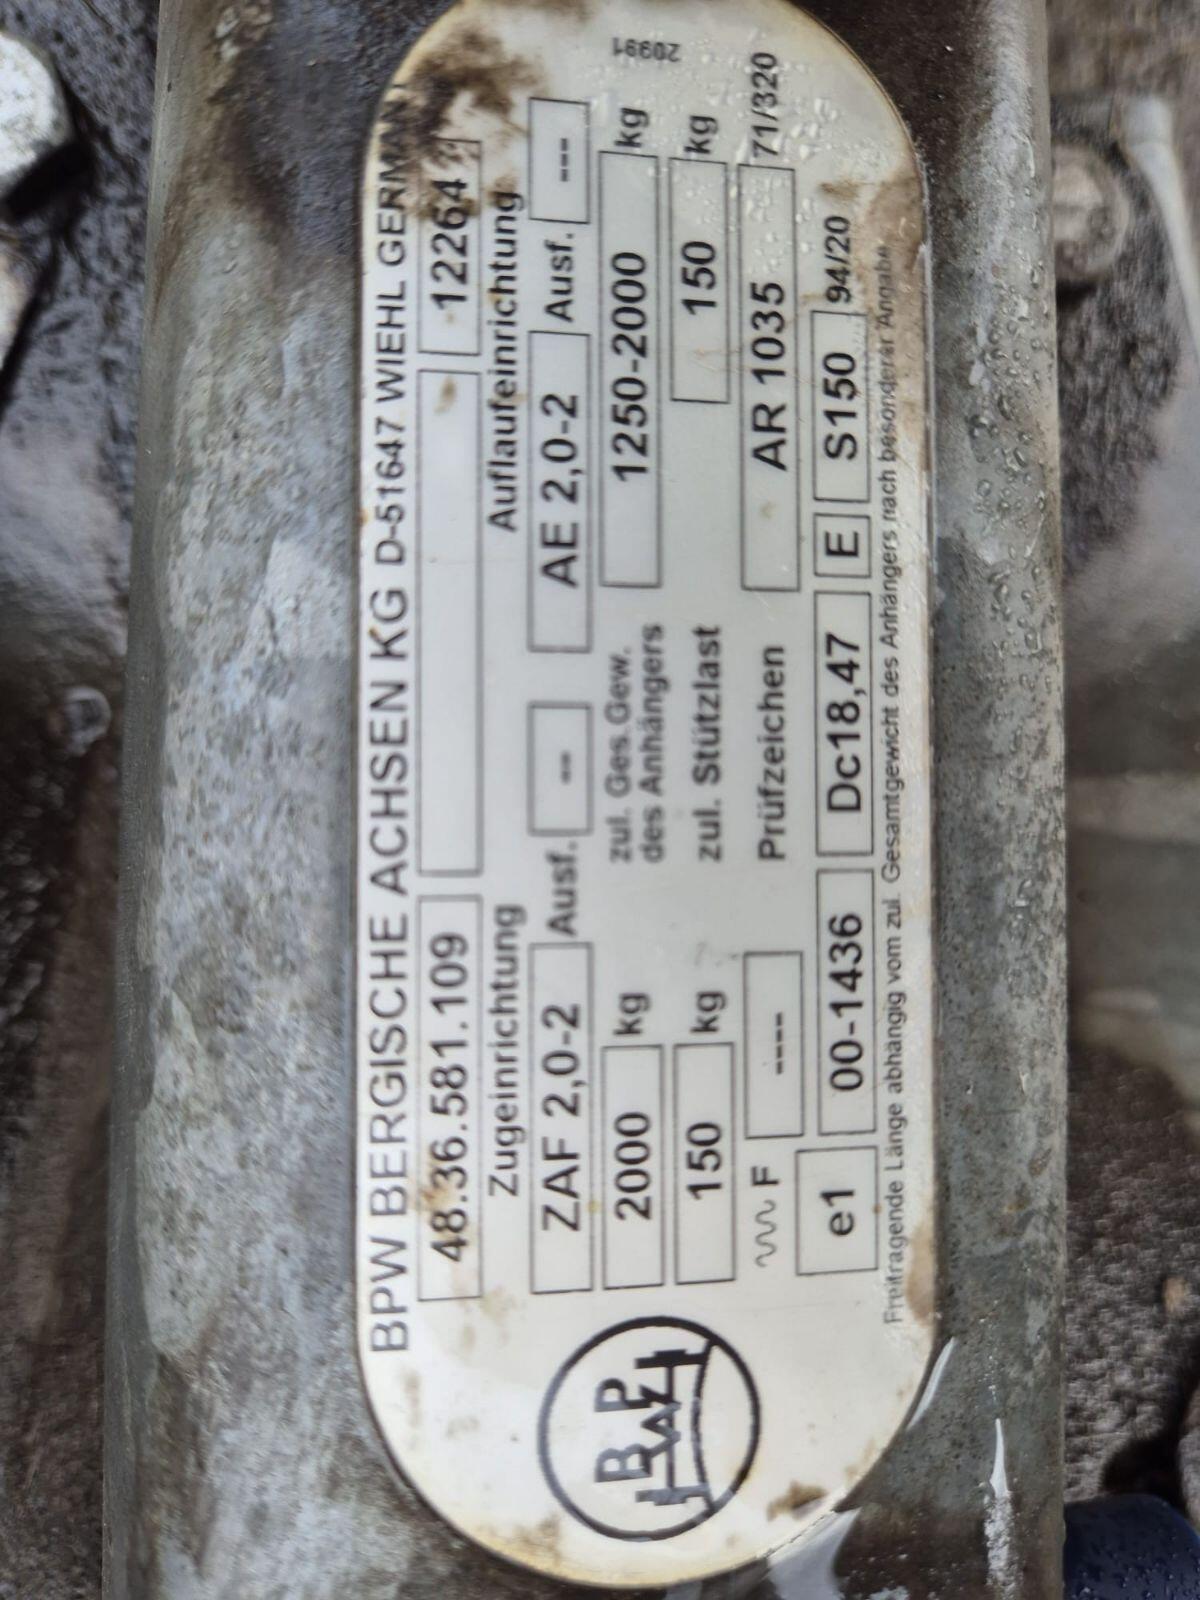 BPW BERGISCHE ACHSEN KG D-51647 WIEHL GERMANY
48.36.581.109 12264
Zugeinrichtung Auflaufeinrichtung
ZAF 2,0-2 Ausf. -- AE 2,0-2 Ausf. ---
2000 kg zul. Ges. Gew. des Anhängers 1250-2000 kg
150 kg zul. Stützlast 150 kg
F ---- Prüfzeichen AR 1035 71/320
e1 00-1436 Dc18,47 E S150 94/20
Freitragende Länge abhängig vom zul. Gesamtgewicht des Anhängers nach besonderer Angabe
20991
BPW